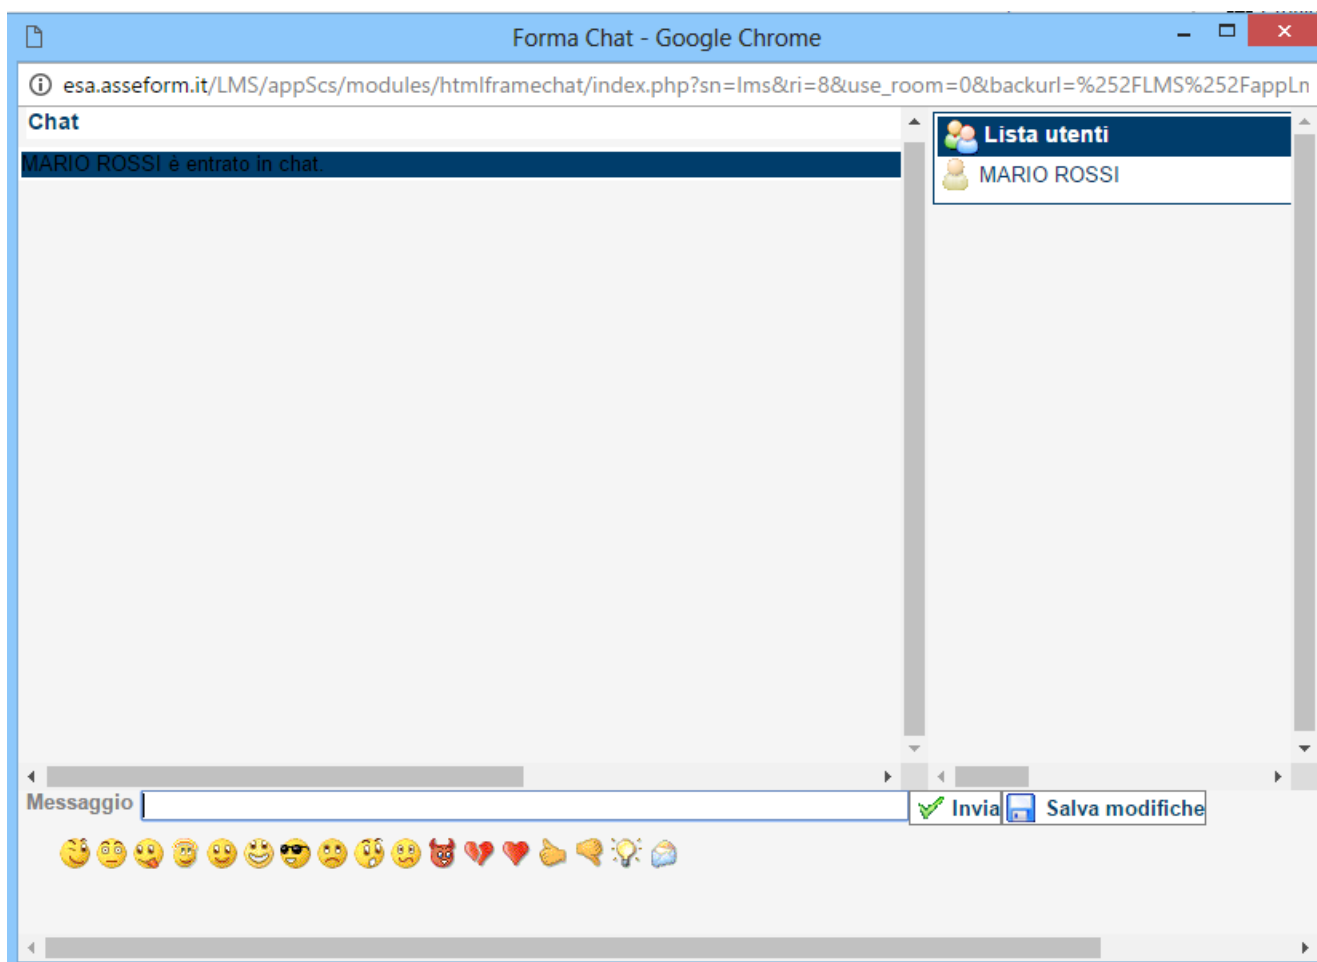 Forma Chat - Google Chrome
esa.asseform.it/LMS/appScs/modules/htmlframechat/index.php?sn=lms&ri=8&use_room=0&backurl=%252FLMS%252FappLm
Chat
MARIO ROSSI è entrato in chat.
Lista utenti
MARIO ROSSI
Messaggio
Invia
Salva modifiche